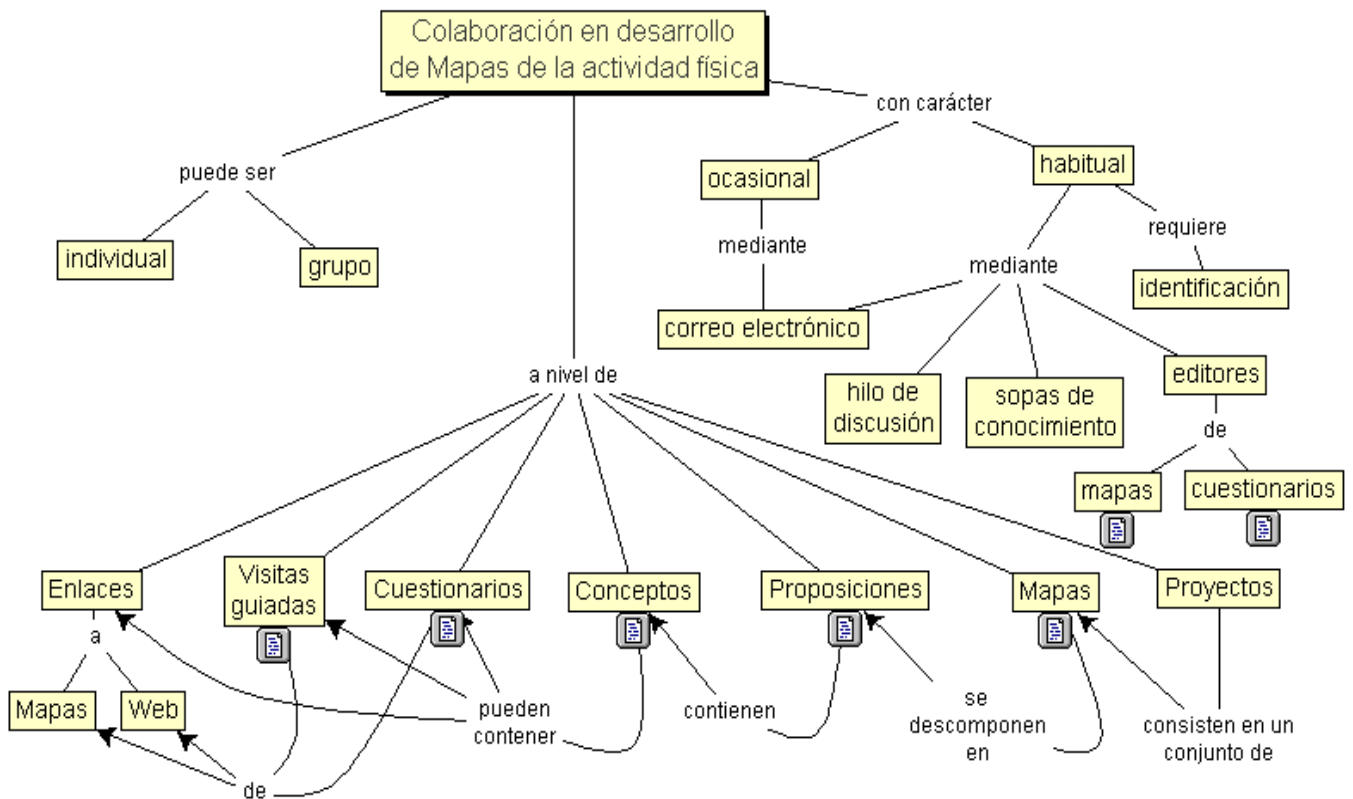 Colaboración en desarrollo
de Mapas de la actividad física
con carácter
puede ser
ocasional
habitual
individual
grupo
mediante
requiere
mediante
identificación
correo electrónico
a nivel de
hilo de
discusión
sopas de
conocimiento
editores
de
mapas
cuestionarios
Enlaces
Visitas
guiadas
Cuestionarios
Conceptos
Proposiciones
Mapas
Proyectos
a
Mapas
Web
pueden
contener
contienen
se
descomponen
en
consisten en un
conjunto de
de